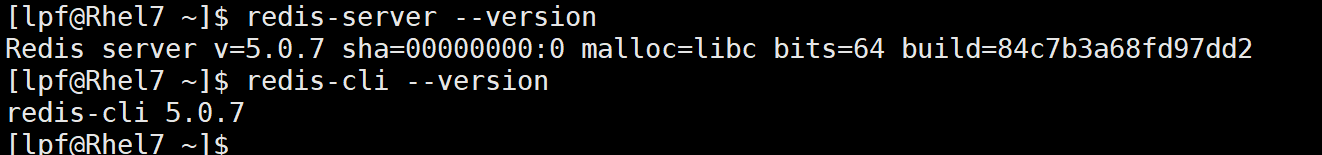 [lpf@Rhel7 ~]$ redis-server --version
Redis server v=5.0.7 sha=00000000:0 malloc=libc bits=64 build=84c7b3a68fd97dd2
[lpf@Rhel7 ~]$ redis-cli --version
redis-cli 5.0.7
[lpf@Rhel7 ~]$